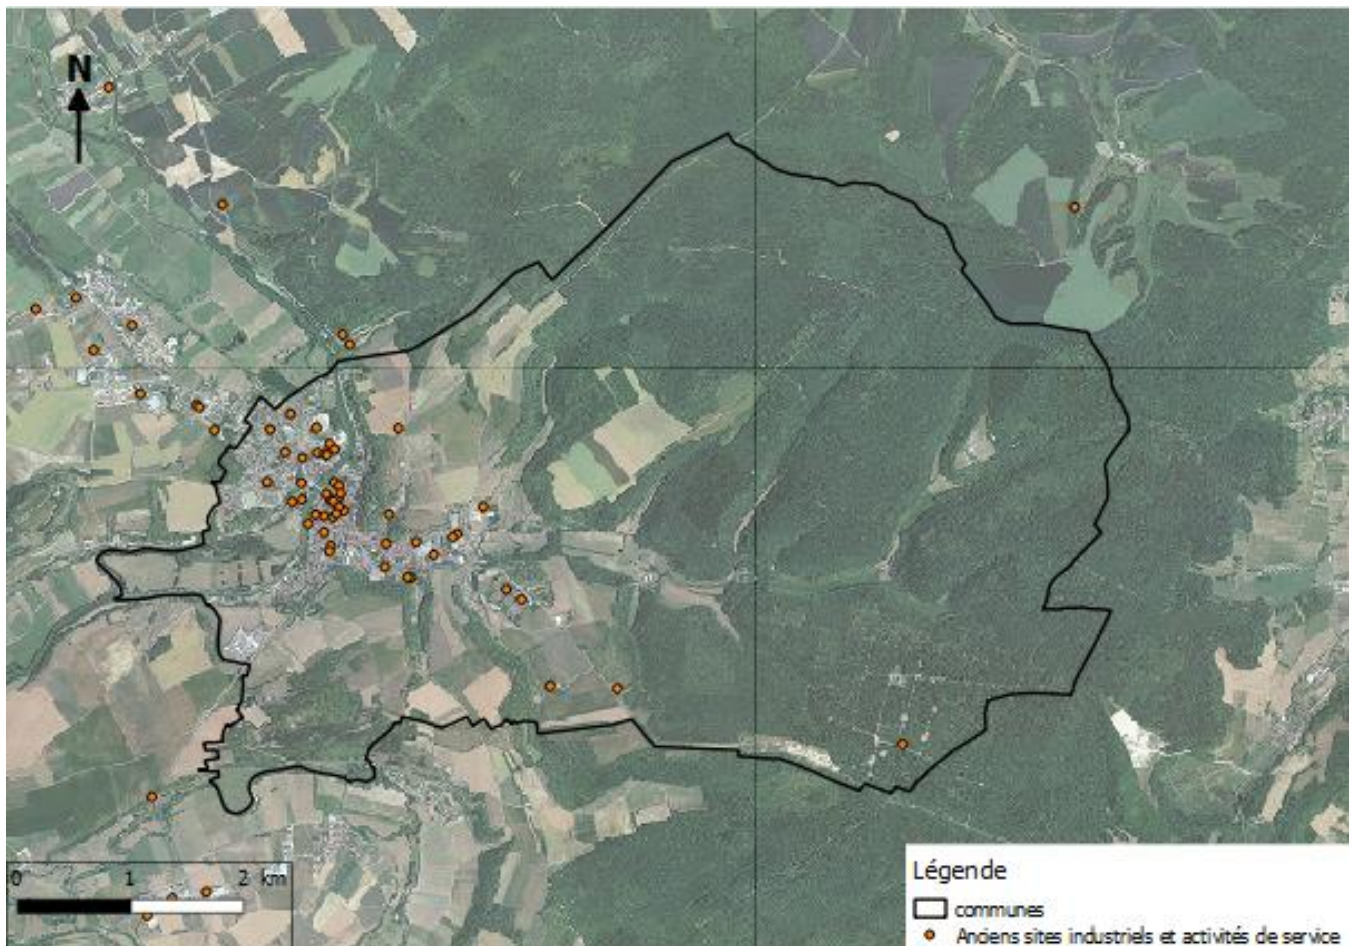 N
0 1 2 km
Légende
communes
Anciens sites industriels et activités de service